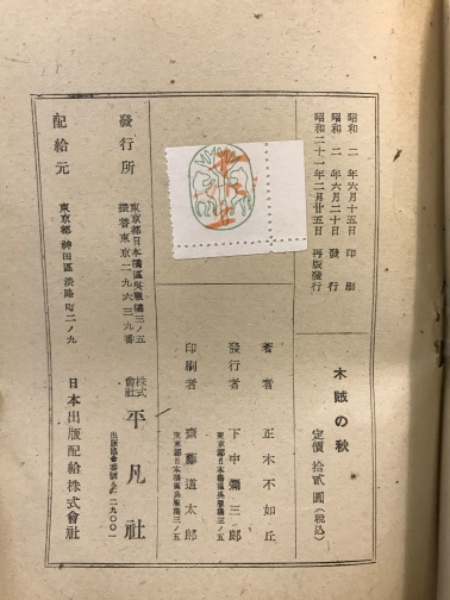 昭和二年六月十五日印刷
昭和二年六月二十日發行
昭和二十一年二月廿五日再版發行
木賊の秋
定價拾貳圓(税込)
著者 正木不如丘
發行者 下中彌三郎
東京都日本橋區呉服橋三ノ五
印刷者 齋藤道太郎
東京都日本橋區呉服橋三ノ五
發行所
東京都日本橋區呉服橋三ノ五
振替東京二九六三九番
株式會社 平凡社
配給元
東京都神田區淡路町二ノ九
日本出版配給株式會社